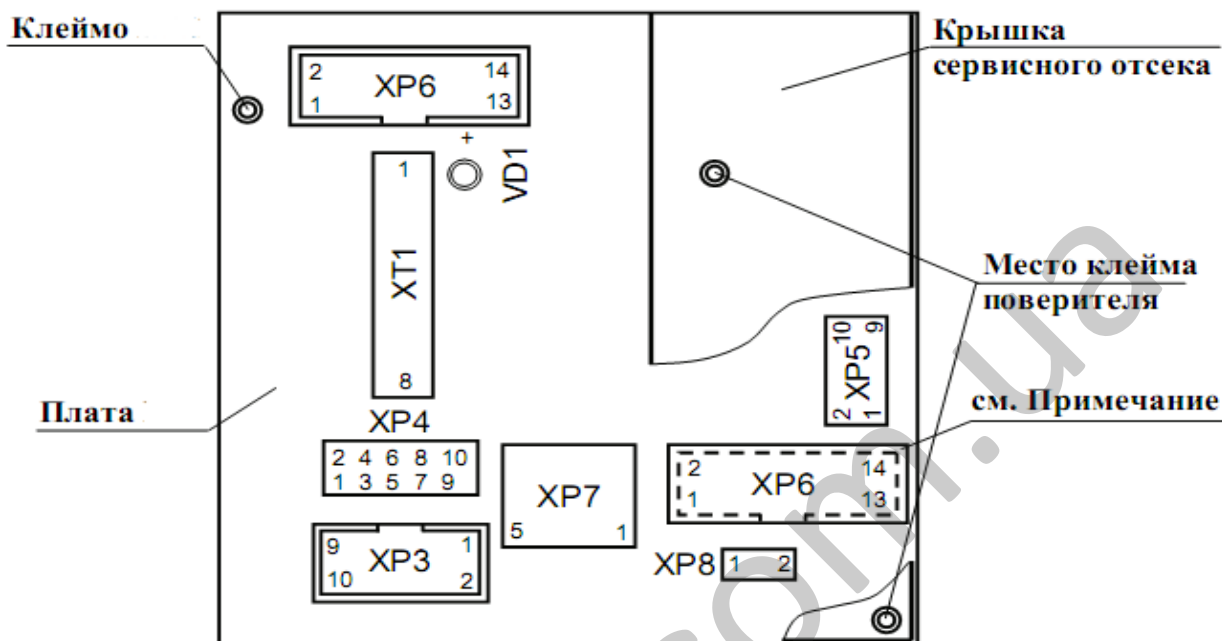 Клеймо
Крышка
сервисного отсека
2 14
XP6
1 13
+
VD1
1
XT1
8
Место клейма
поверителя
10 9
XP5
2 1
Плата
см. Примечание
XP4
2 4 6 8 10
1 3 5 7 9
XP7
5 1
2 14
XP6
1 13
9 1
XP3
10 2
XP8 1 2
om.ua